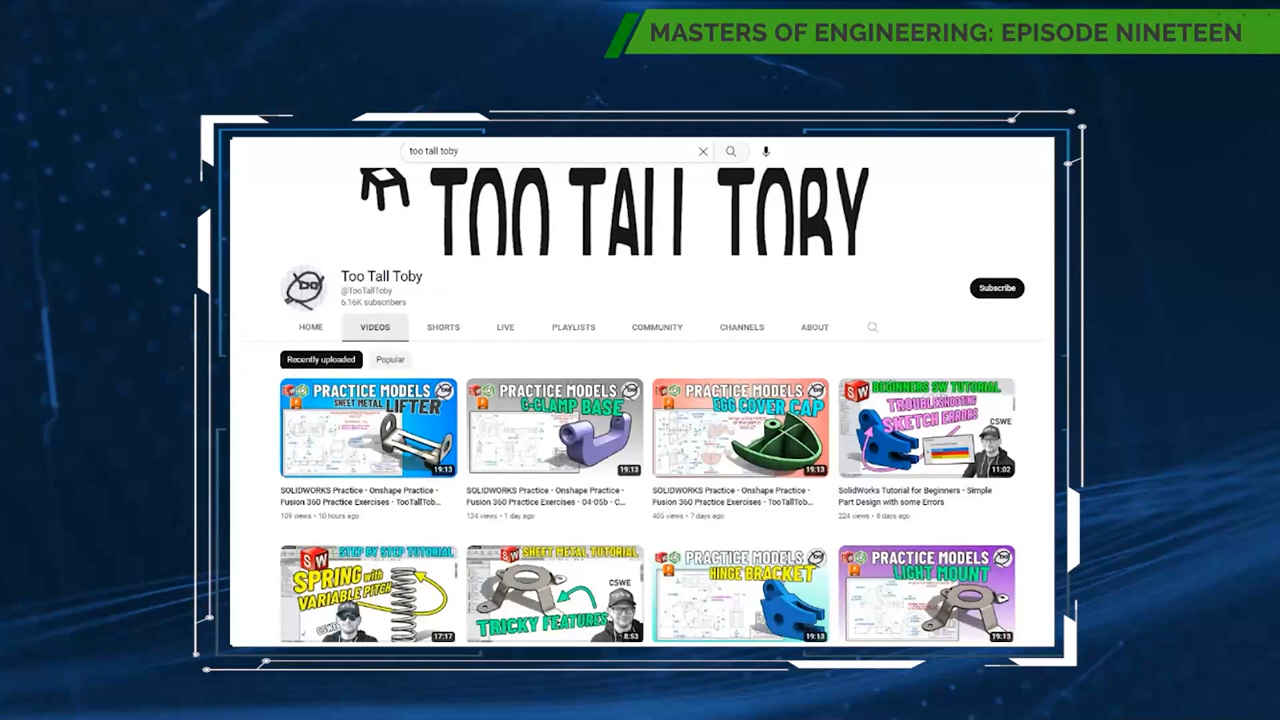 MASTERS OF ENGINEERING: EPISODE NINETEEN
too tall toby
TOO TALL TOBY
Too Tall Toby
@TooTallToby
6.16K subscribers
Subscribe
HOME VIDEOS SHORTS LIVE PLAYLISTS COMMUNITY CHANNELS ABOUT
Recently uploaded Popular
PRACTICE MODELS
SHEET METAL LIFTER
19:13
PRACTICE MODELS
C-CLAMP BASE
19:13
PRACTICE MODELS
EGG COVER CAP
19:13
SW BEGINNERS SW TUTORIAL
TROUBLESHOOTING
SKETCH ERRORS
CSWE
11:02
SOLIDWORKS Practice - Onshape Practice -
Fusion 360 Practice Exercises - TooTallTob...
109 views • 10 hours ago
SOLIDWORKS Practice - Onshape Practice -
Fusion 360 Practice Exercises - 04-05b - C...
134 views • 1 day ago
SOLIDWORKS Practice - Onshape Practice -
Fusion 360 Practice Exercises - TooTallTob...
405 views • 7 days ago
SolidWorks Tutorial for Beginners - Simple
Part Design with some Errors
224 views • 8 days ago
SW STEP BY STEP TUTORIAL
SPRING with
VARIABLE PITCH
CSWE
17:17
SW SHEET METAL TUTORIAL
CSWE
TRICKY FEATURES
8:53
PRACTICE MODELS
HINGE BRACKET
19:13
PRACTICE MODELS
LIGHT MOUNT
19:13